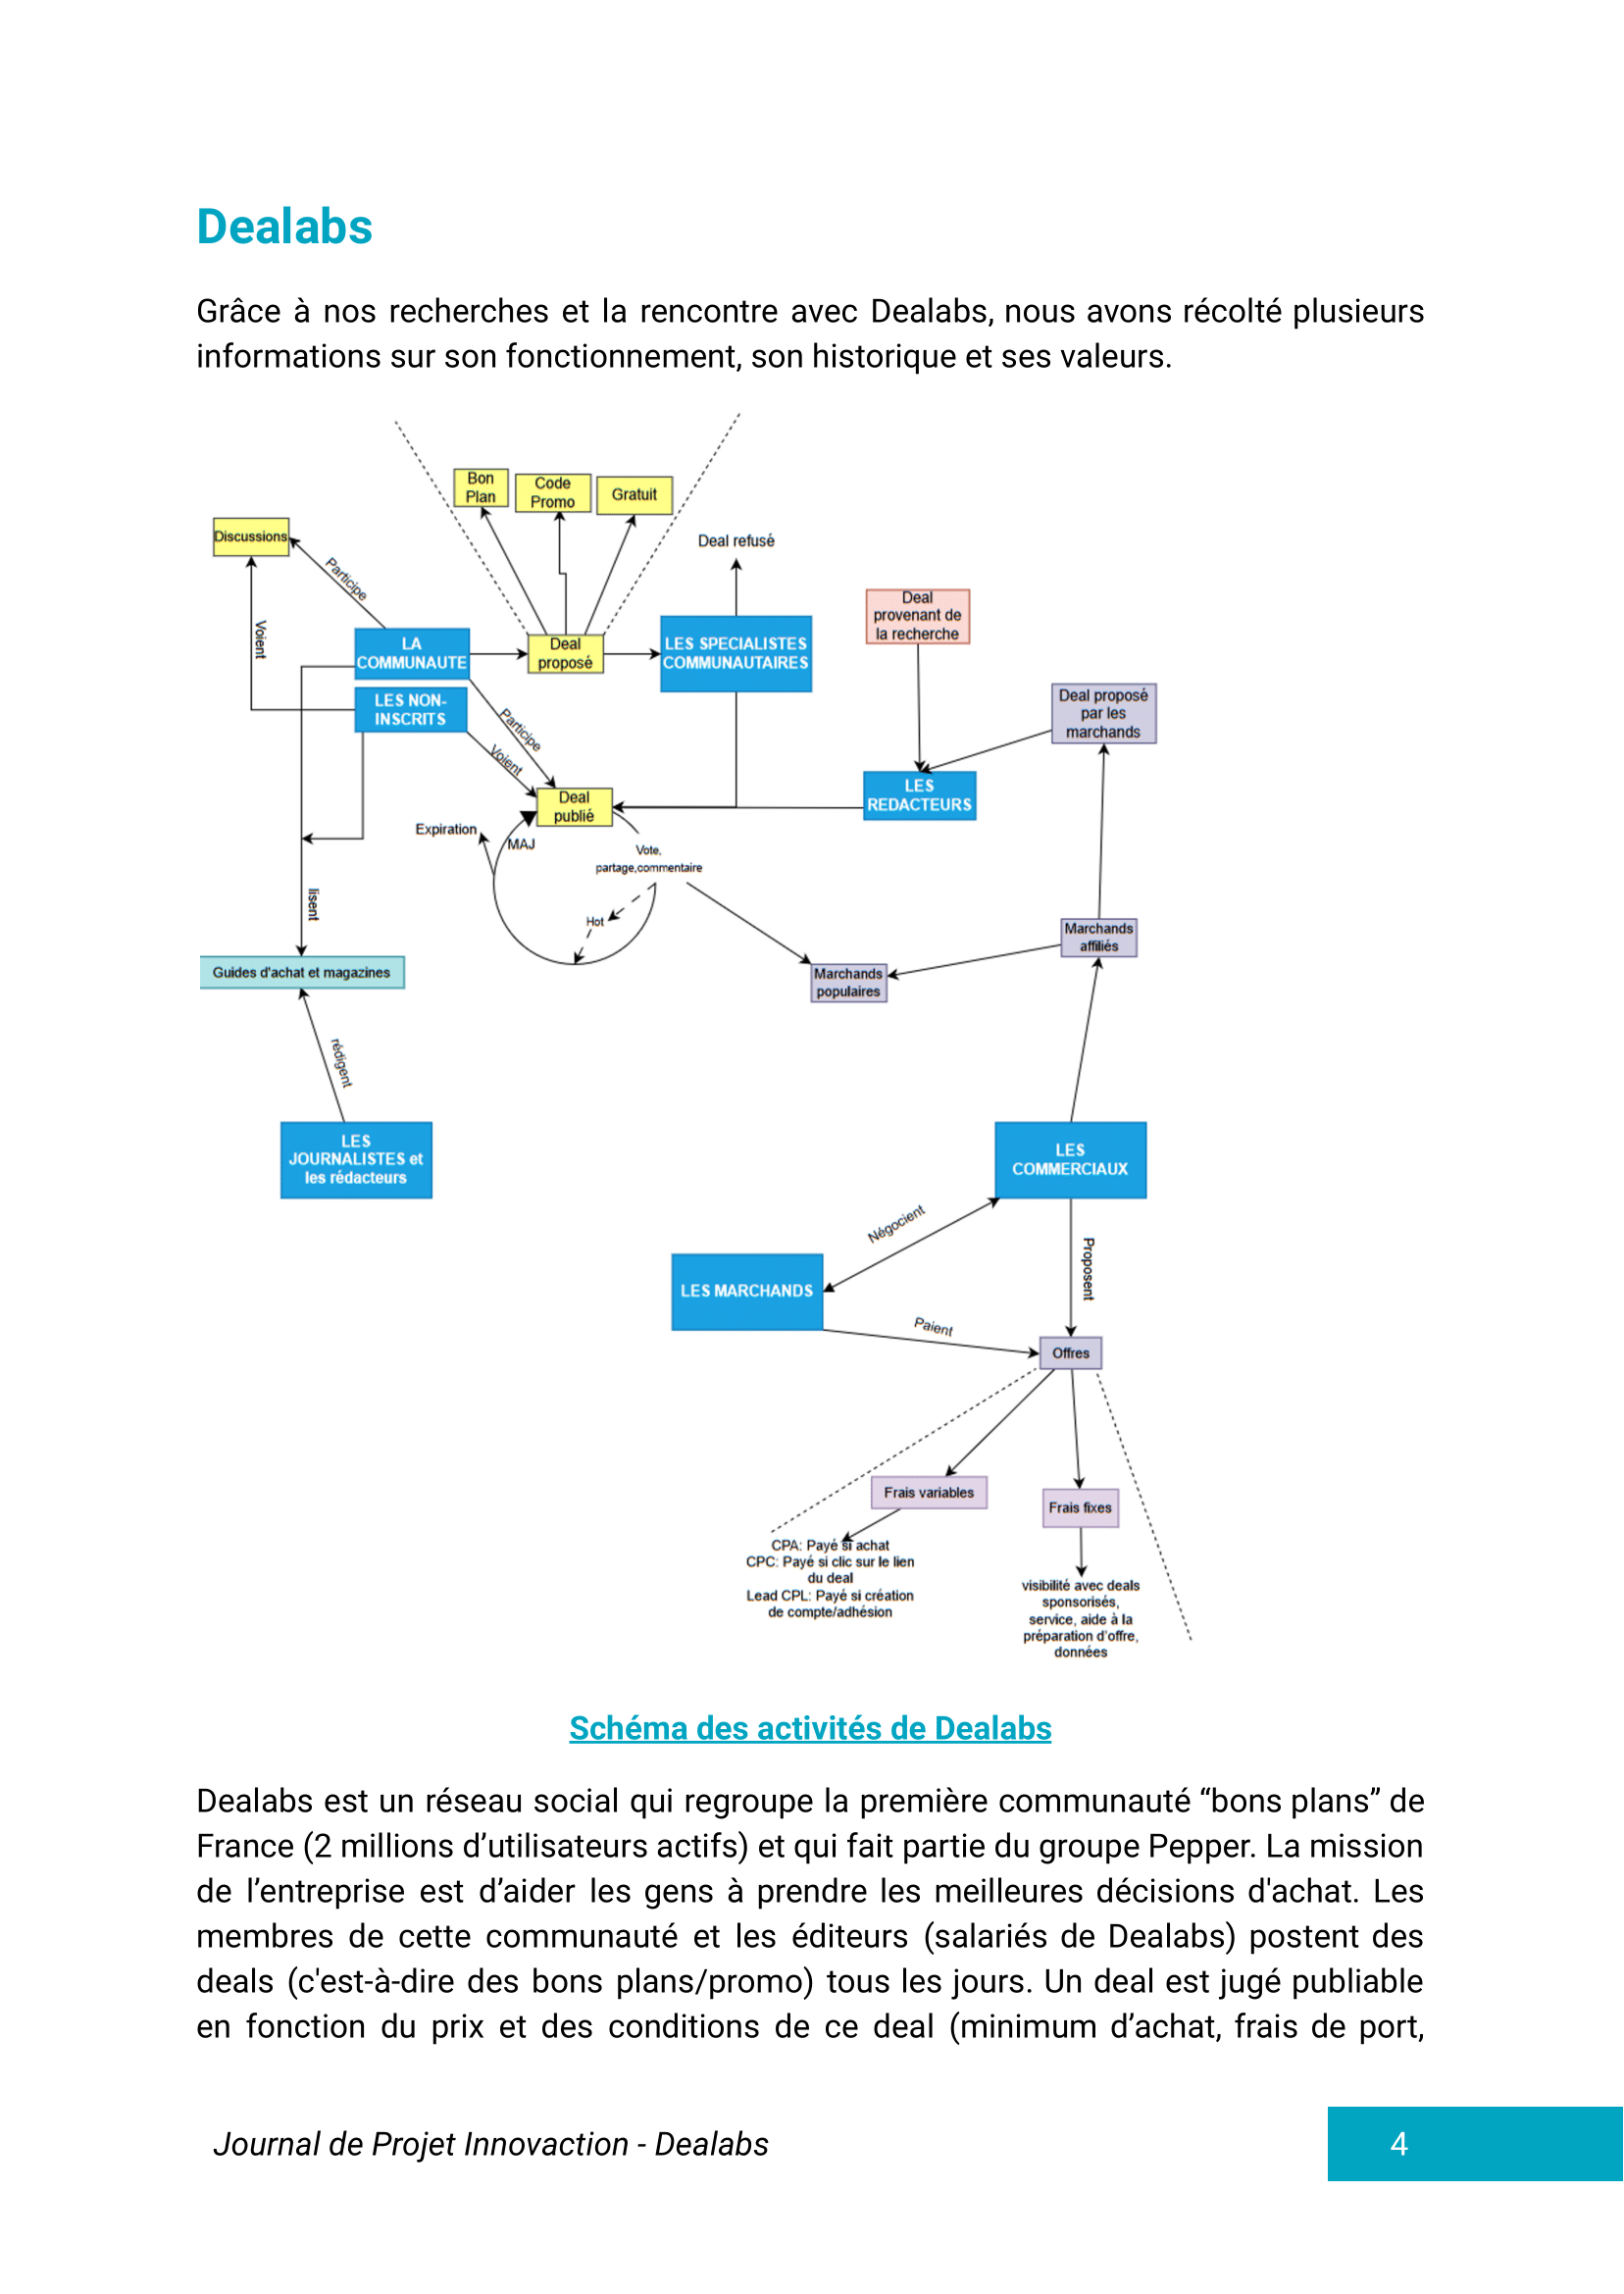 Dealabs
Grâce à nos recherches et la rencontre avec Dealabs, nous avons récolté plusieurs
informations sur son fonctionnement, son historique et ses valeurs.
Bon
Plan
Code
Promo
Gratuit
Discussions
Participe
Deal refusé
Voient
Deal
provenant de
la recherche
LA
COMMUNAUTE
Deal
proposé
LES SPECIALISTES
COMMUNAUTAIRES
LES NON-
INSCRITS
Participe
Voient
Deal proposé
par les
marchands
Deal
publié
LES
REDACTEURS
Expiration
MAJ
Vote,
partage,commentaire
lisent
Hot
Marchands
affiliés
Guides d'achat et magazines
Marchands
populaires
rédigent
LES
JOURNALISTES et
les rédacteurs
LES
COMMERCIAUX
Négocient
Proposent
LES MARCHANDS
Paient
Offres
Frais variables
Frais fixes
CPA: Payé si achat
CPC: Payé si clic sur le lien
du deal
Lead CPL: Payé si création
de compte/adhésion
visibilité avec deals
sponsorisés,
service, aide à la
préparation d'offre,
données
Schéma des activités de Dealabs
Dealabs est un réseau social qui regroupe la première communauté “bons plans” de
France (2 millions d’utilisateurs actifs) et qui fait partie du groupe Pepper. La mission
de l’entreprise est d’aider les gens à prendre les meilleures décisions d'achat. Les
membres de cette communauté et les éditeurs (salariés de Dealabs) postent des
deals (c'est-à-dire des bons plans/promo) tous les jours. Un deal est jugé publiable
en fonction du prix et des conditions de ce deal (minimum d’achat, frais de port,
Journal de Projet Innovaction - Dealabs
4